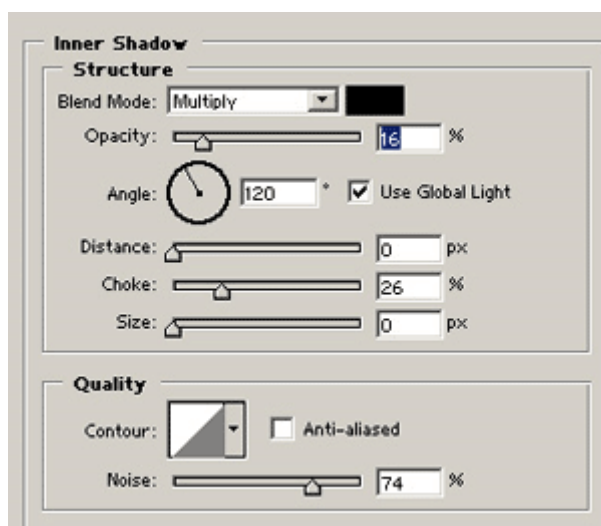 Inner Shadow
Structure
Blend Mode: Multiply
Opacity: 16 %
Angle: 120 ° Use Global Light
Distance: 0 px
Choke: 26 %
Size: 0 px
Quality
Contour: Anti-aliased
Noise: 74 %